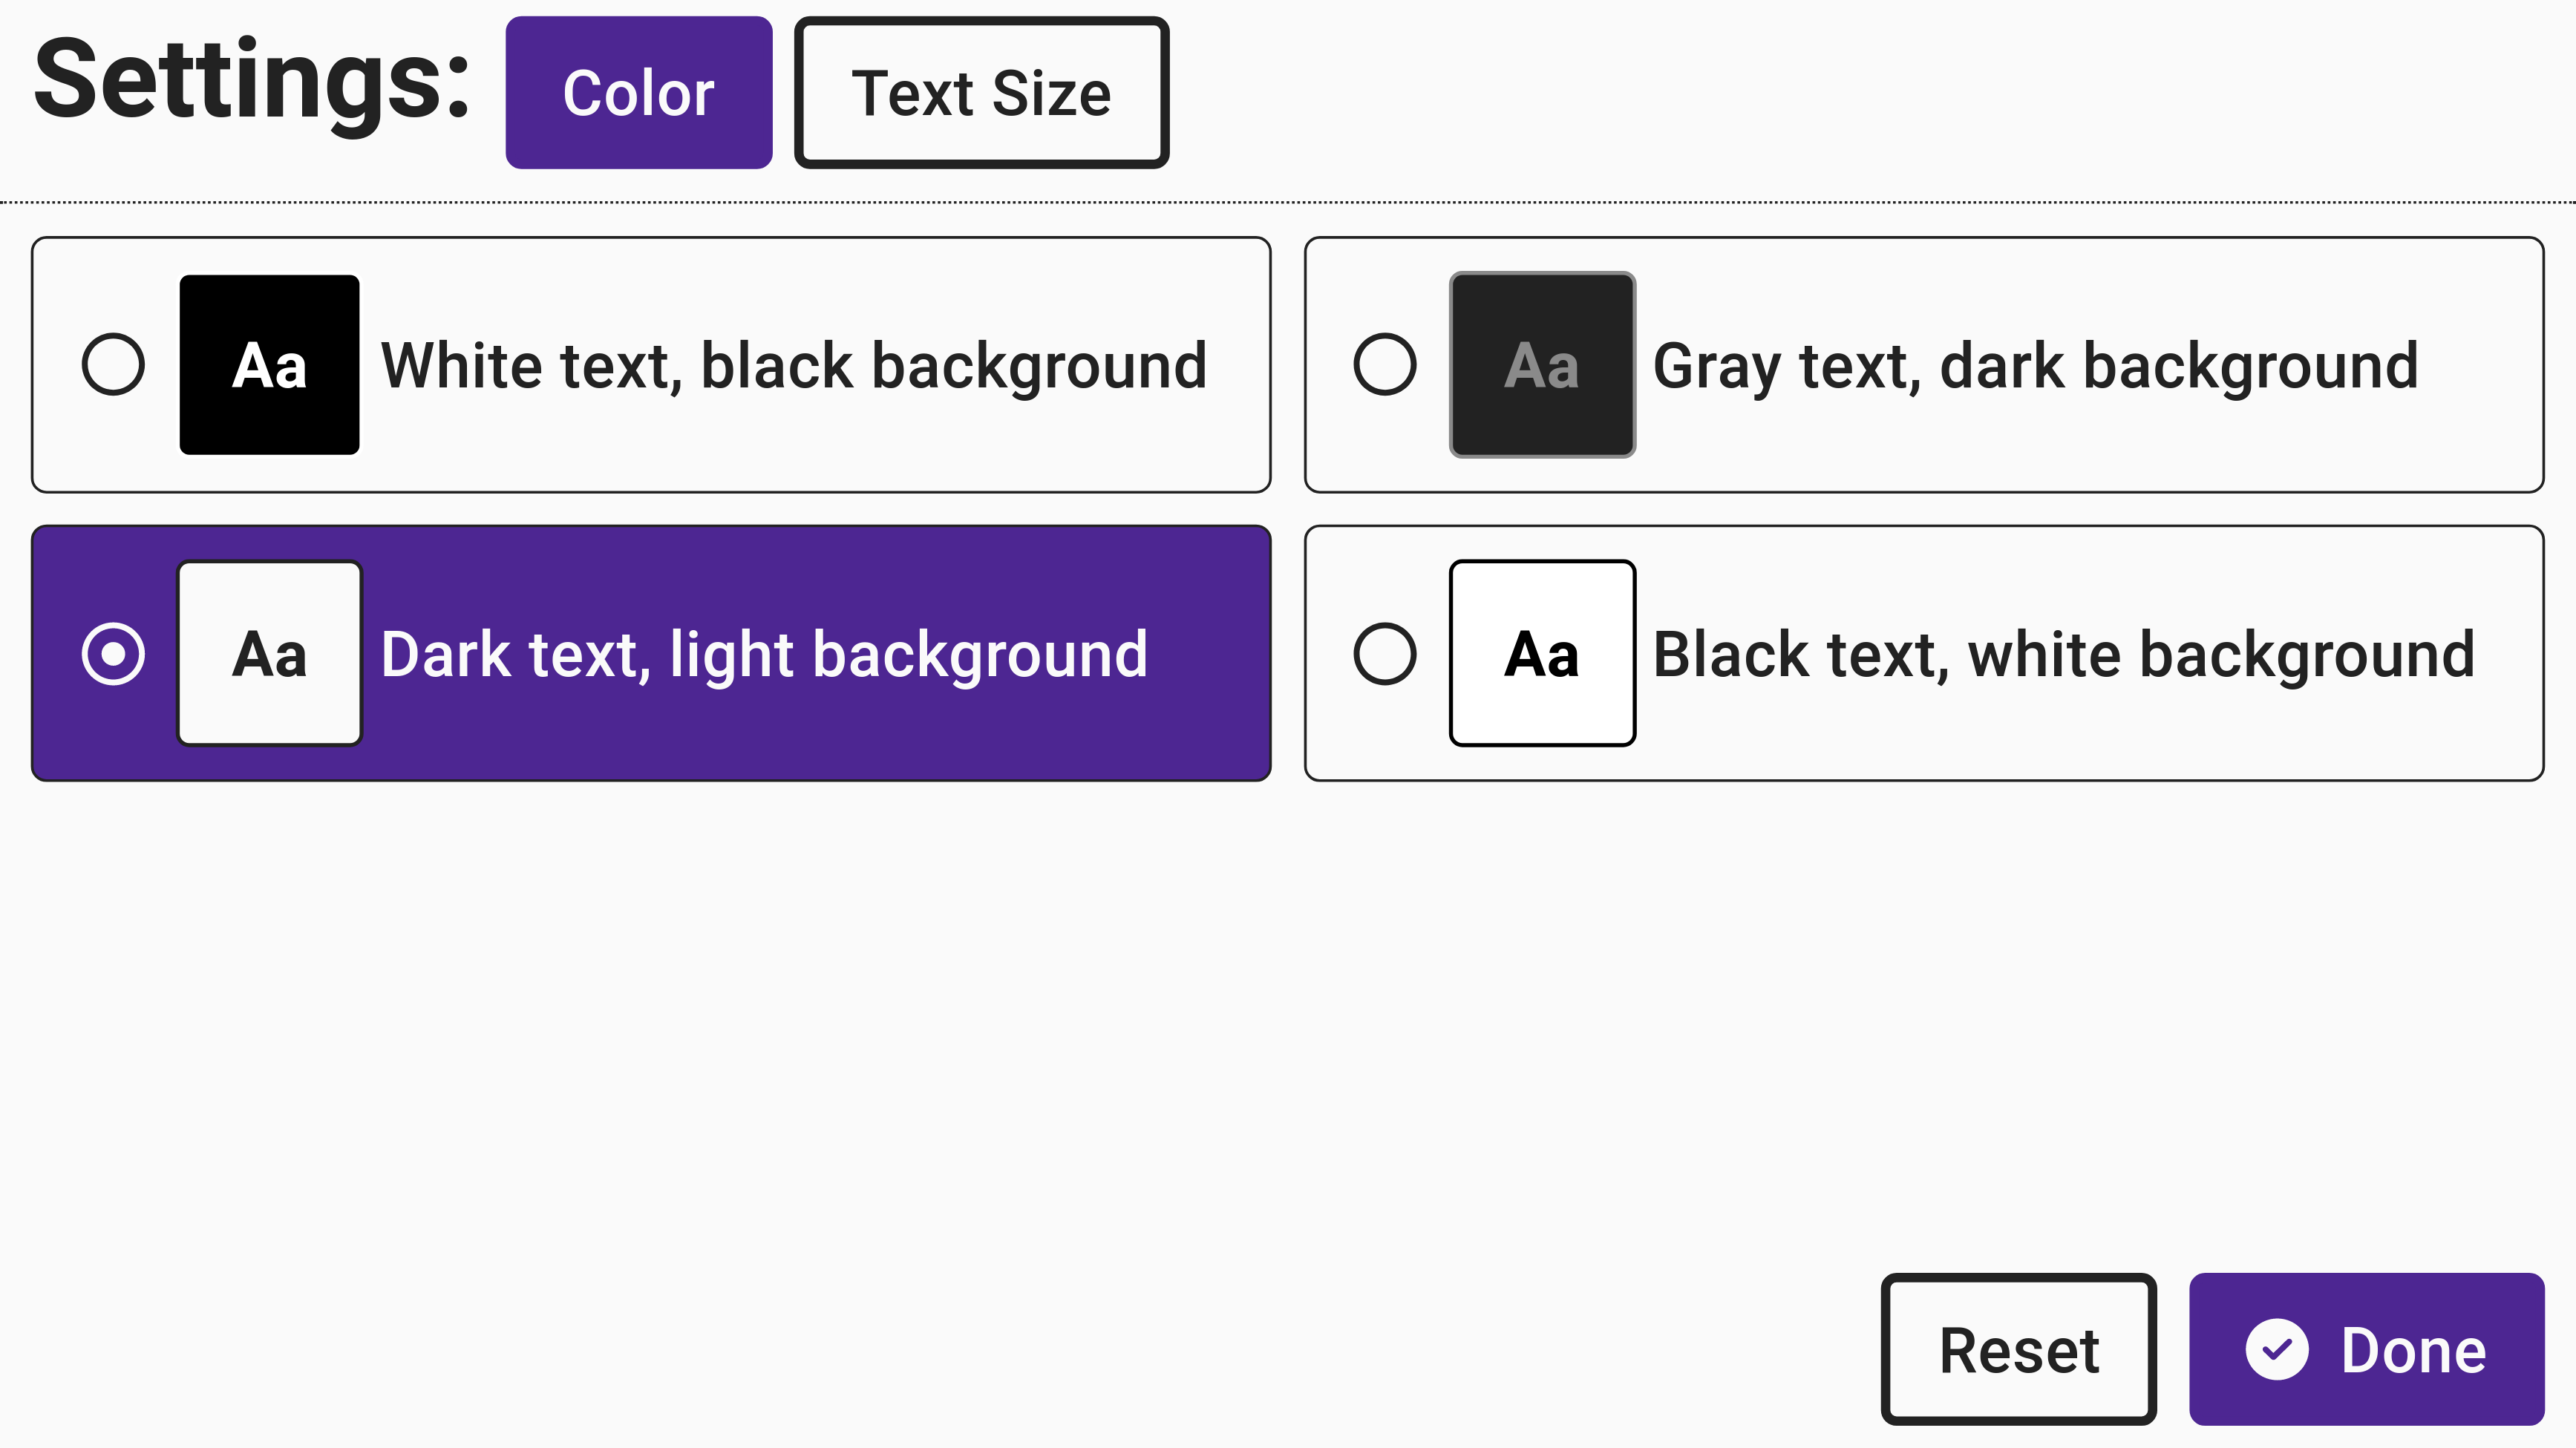 Settings: Color Text Size
Aa White text, black background
Aa Gray text, dark background
Aa Dark text, light background
Aa Black text, white background
Reset Done